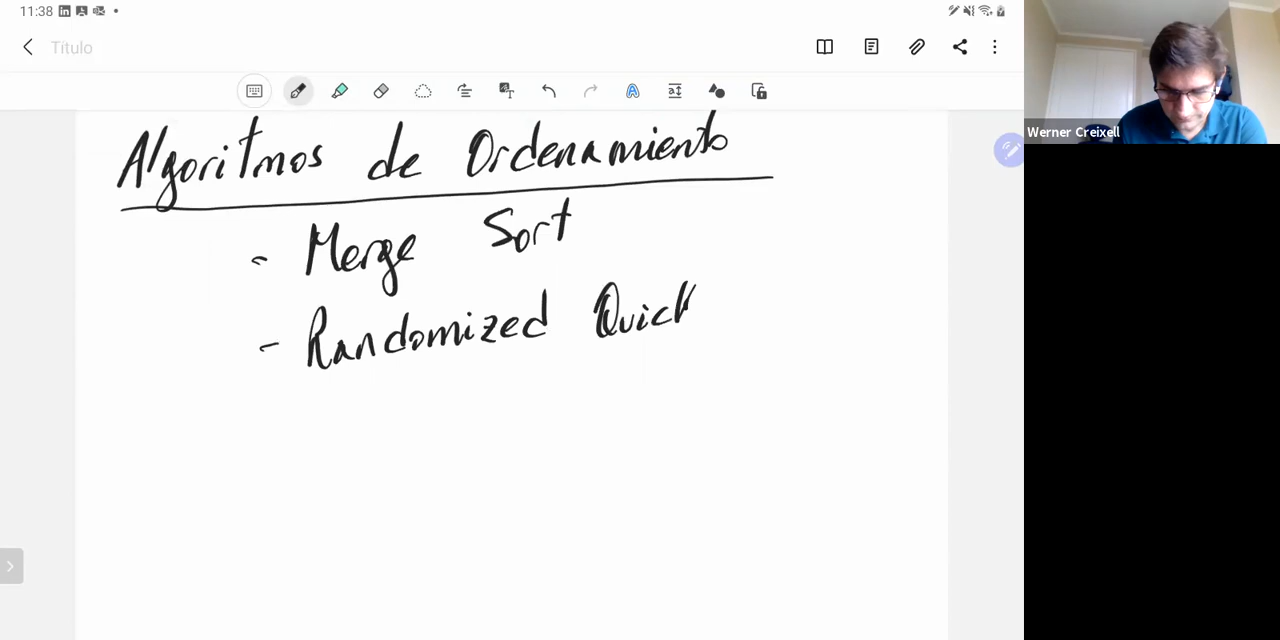 11:38
Título
Algoritmos de Ordenamiento
- Merge Sort
- Randomized Quick
Werner Creixell